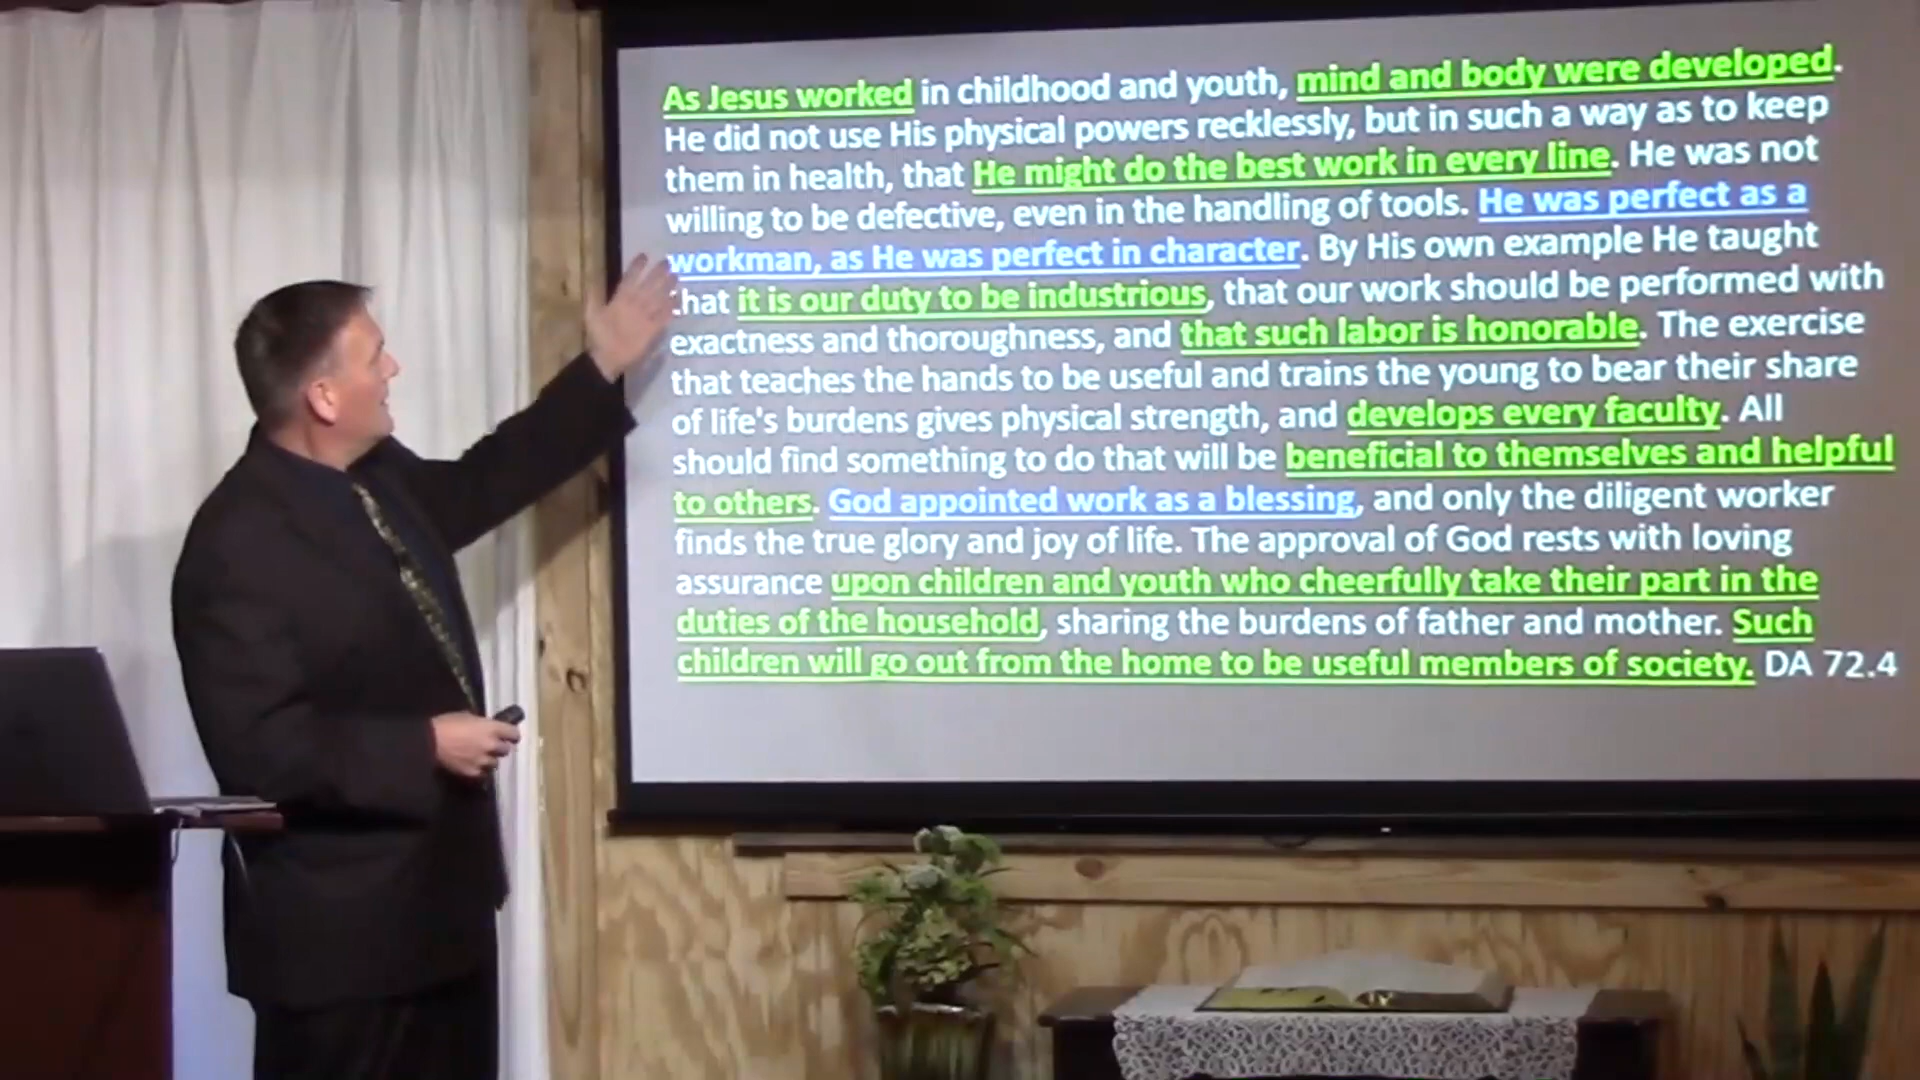 As Jesus worked in childhood and youth, mind and body were developed.
He did not use His physical powers recklessly, but in such a way as to keep
them in health, that He might do the best work in every line. He was not
willing to be defective, even in the handling of tools. He was perfect as a
workman, as He was perfect in character. By His own example He taught
that it is our duty to be industrious, that our work should be performed with
exactness and thoroughness, and that such labor is honorable. The exercise
that teaches the hands to be useful and trains the young to bear their share
of life's burdens gives physical strength, and develops every faculty. All
should find something to do that will be beneficial to themselves and helpful
to others. God appointed work as a blessing, and only the diligent worker
finds the true glory and joy of life. The approval of God rests with loving
assurance upon children and youth who cheerfully take their part in the
duties of the household, sharing the burdens of father and mother. Such
children will go out from the home to be useful members of society. DA 72.4